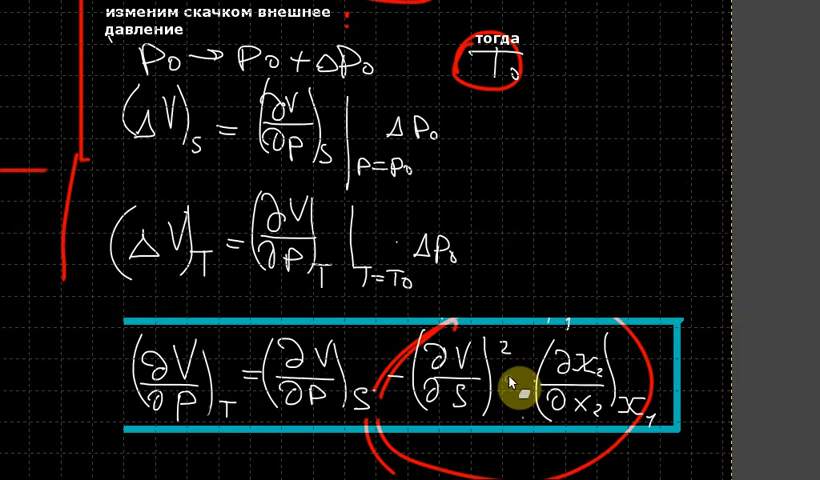 изменим скачком внешнее
давление
тогда
P₀ → P₀ + ΔP₀
T₀
(ΔV)_S = (∂V/∂P)_S |_{P=P₀} ΔP₀
(ΔV)_T = (∂V/∂P)_T |_{T=T₀} · ΔP₀
(∂V/∂P)_T = (∂V/∂P)_S − (∂V/∂S)² (∂x₂/∂x₂)_{x₁}